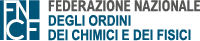 FNCF
FEDERAZIONE NAZIONALE
DEGLI ORDINI
DEI CHIMICI E DEI FISICI